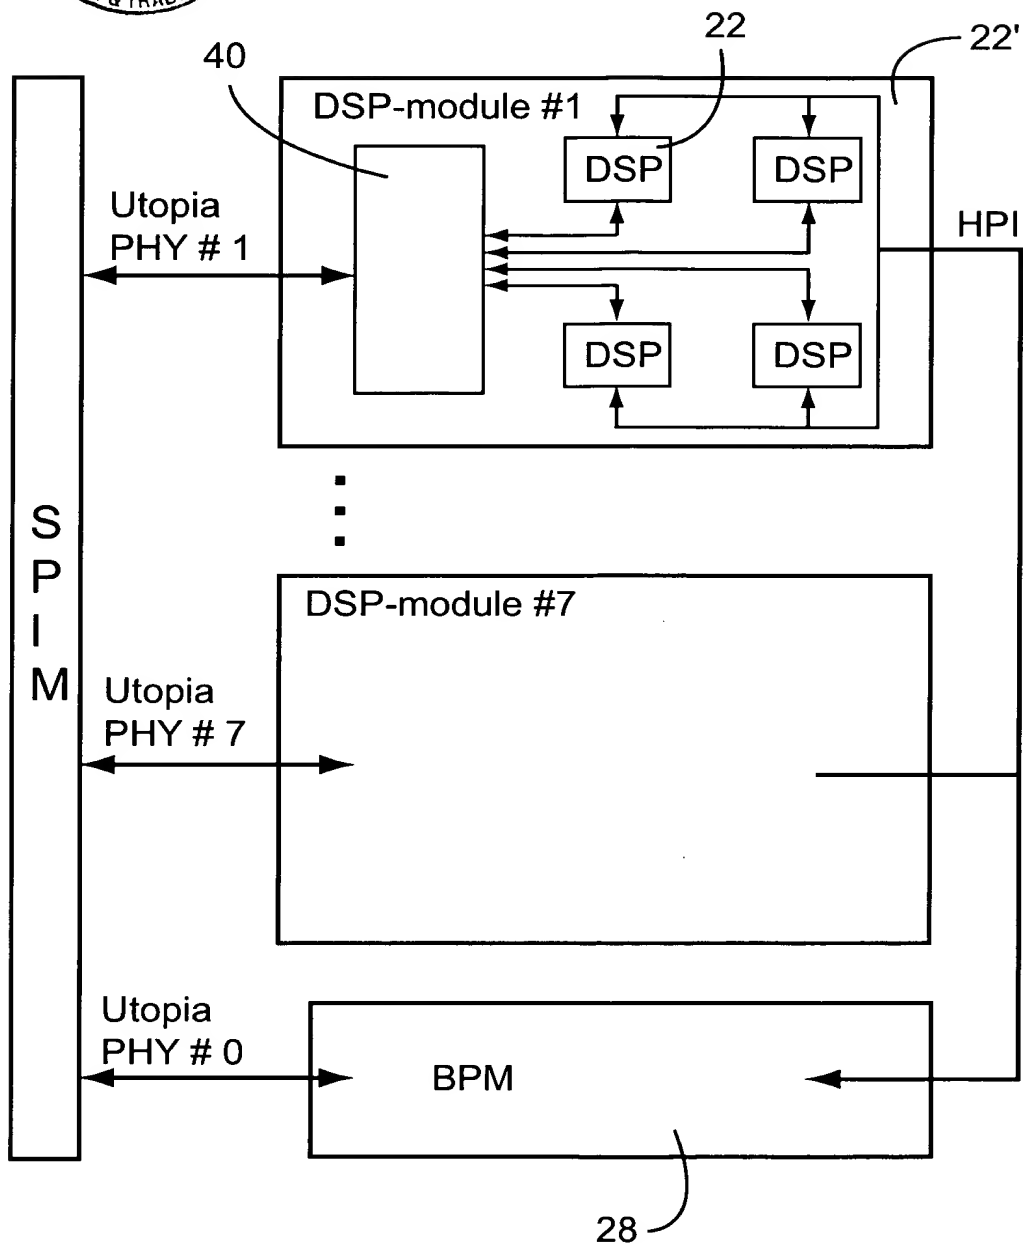 & TRAD
22
22'
40
DSP-module #1
DSP
DSP
Utopia
PHY # 1
HPI
DSP
DSP
S
P
I
M
DSP-module #7
Utopia
PHY # 7
Utopia
PHY # 0
BPM
28